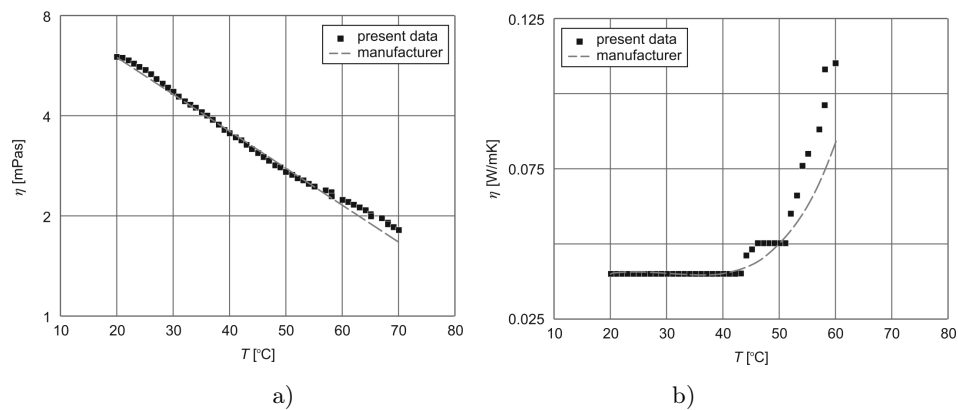 8
4
2
1
η [mPas]
present data
manufacturer
10 20 30 40 50 60 70 80
T [°C]
a)
0.125
0.075
0.025
η [W/mK]
present data
manufacturer
10 20 30 40 50 60 70 80
T [°C]
b)